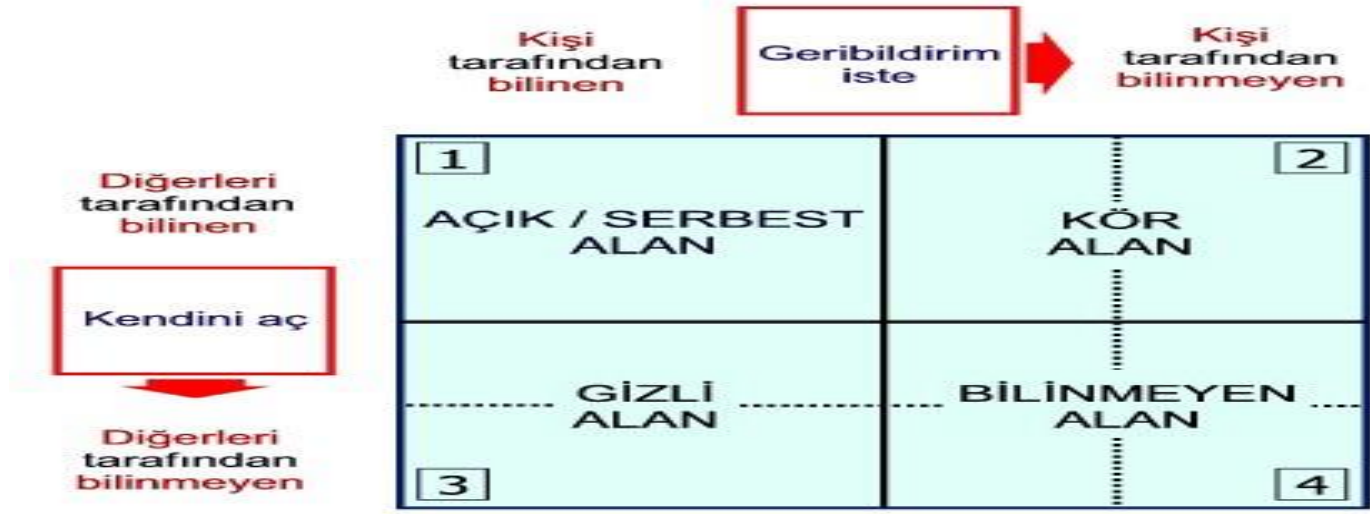 Kişi
tarafından
bilinen
Geribildirim
iste
Kişi
tarafından
bilinmeyen
Diğerleri
tarafından
bilinen
1
AÇIK / SERBEST
ALAN
2
KÖR
ALAN
Kendini aç
Diğerleri
tarafından
bilinmeyen
GİZLİ
ALAN
3
BİLİNMEYEN
ALAN
4